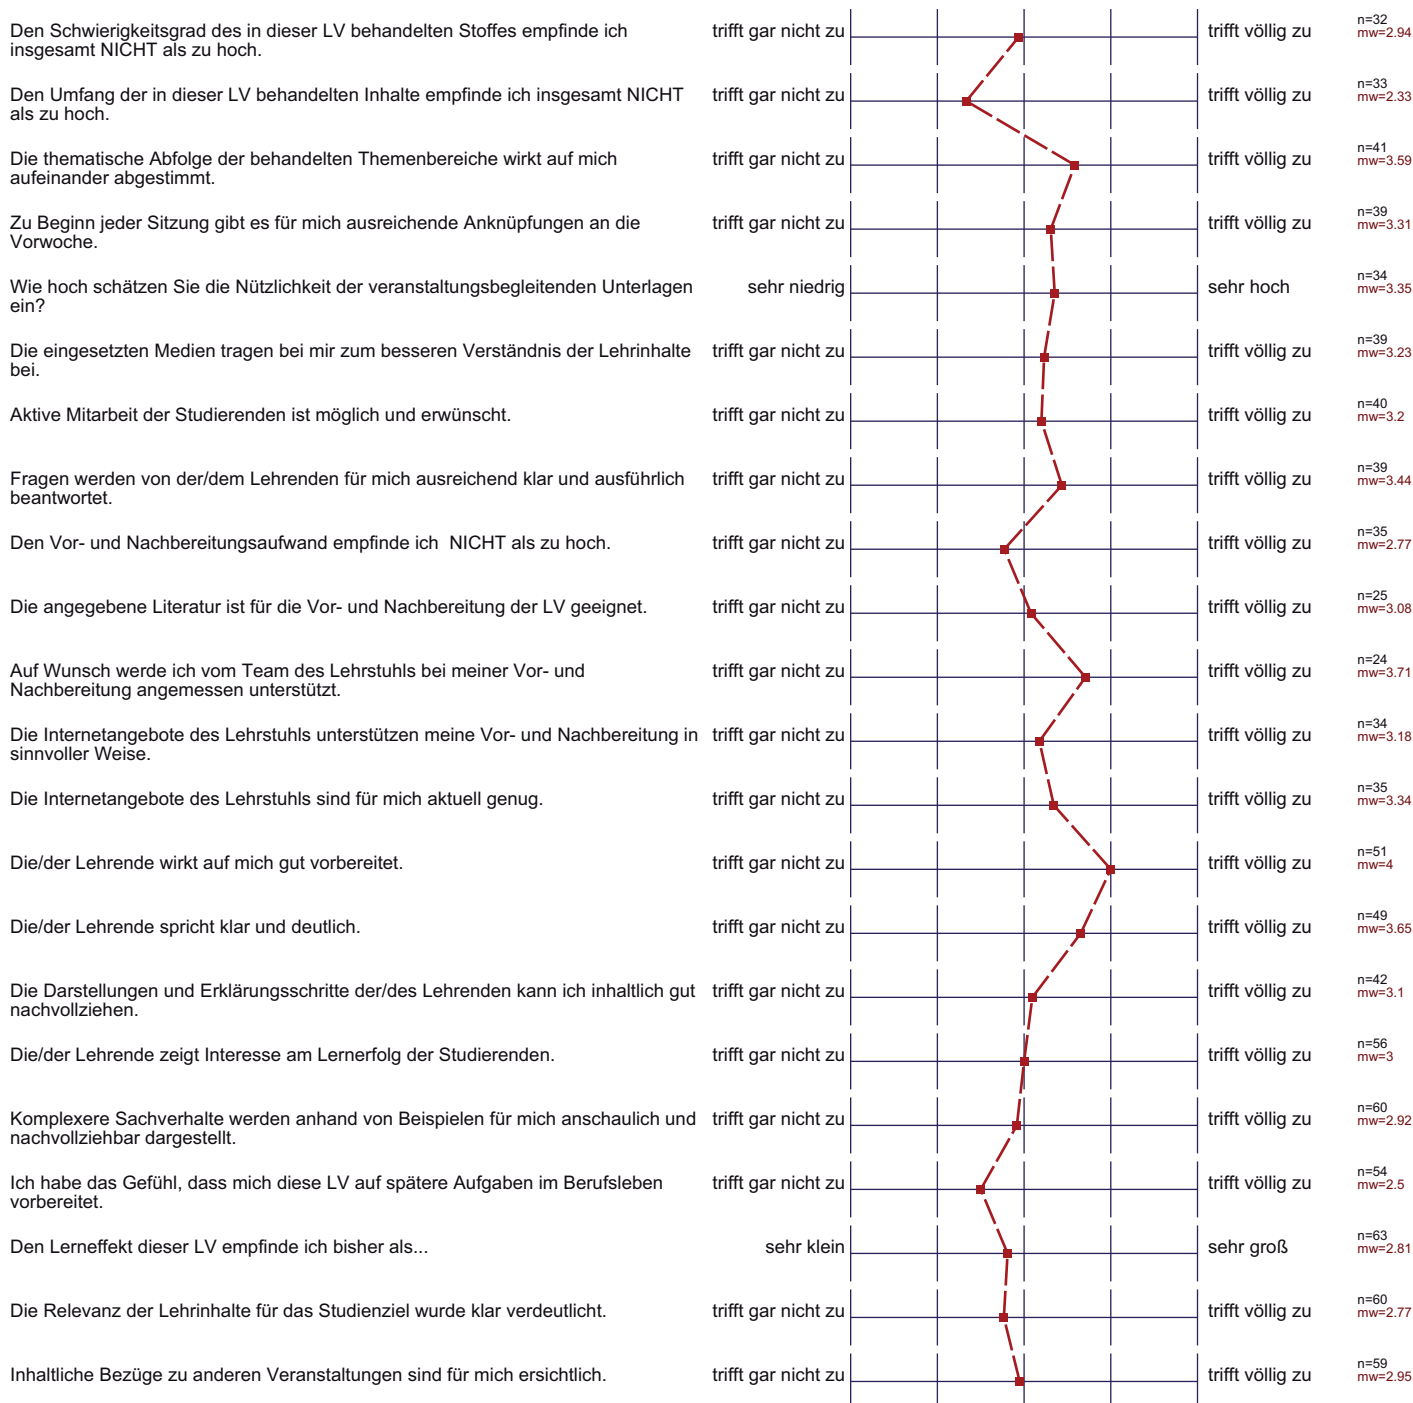 Den Schwierigkeitsgrad des in dieser LV behandelten Stoffes empfinde ich
insgesamt NICHT als zu hoch.
trifft gar nicht zu
trifft völlig zu
n=32
mw=2.94
Den Umfang der in dieser LV behandelten Inhalte empfinde ich insgesamt NICHT
als zu hoch.
trifft gar nicht zu
trifft völlig zu
n=33
mw=2.33
Die thematische Abfolge der behandelten Themenbereiche wirkt auf mich
aufeinander abgestimmt.
trifft gar nicht zu
trifft völlig zu
n=41
mw=3.59
Zu Beginn jeder Sitzung gibt es für mich ausreichende Anknüpfungen an die
Vorwoche.
trifft gar nicht zu
trifft völlig zu
n=39
mw=3.31
Wie hoch schätzen Sie die Nützlichkeit der veranstaltungsbegleitenden Unterlagen
ein?
sehr niedrig
sehr hoch
n=34
mw=3.35
Die eingesetzten Medien tragen bei mir zum besseren Verständnis der Lehrinhalte
bei.
trifft gar nicht zu
trifft völlig zu
n=39
mw=3.23
Aktive Mitarbeit der Studierenden ist möglich und erwünscht.
trifft gar nicht zu
trifft völlig zu
n=40
mw=3.2
Fragen werden von der/dem Lehrenden für mich ausreichend klar und ausführlich
beantwortet.
trifft gar nicht zu
trifft völlig zu
n=39
mw=3.44
Den Vor- und Nachbereitungsaufwand empfinde ich  NICHT als zu hoch.
trifft gar nicht zu
trifft völlig zu
n=35
mw=2.77
Die angegebene Literatur ist für die Vor- und Nachbereitung der LV geeignet.
trifft gar nicht zu
trifft völlig zu
n=25
mw=3.08
Auf Wunsch werde ich vom Team des Lehrstuhls bei meiner Vor- und
Nachbereitung angemessen unterstützt.
trifft gar nicht zu
trifft völlig zu
n=24
mw=3.71
Die Internetangebote des Lehrstuhls unterstützen meine Vor- und Nachbereitung in
sinnvoller Weise.
trifft gar nicht zu
trifft völlig zu
n=34
mw=3.18
Die Internetangebote des Lehrstuhls sind für mich aktuell genug.
trifft gar nicht zu
trifft völlig zu
n=35
mw=3.34
Die/der Lehrende wirkt auf mich gut vorbereitet.
trifft gar nicht zu
trifft völlig zu
n=51
mw=4
Die/der Lehrende spricht klar und deutlich.
trifft gar nicht zu
trifft völlig zu
n=49
mw=3.65
Die Darstellungen und Erklärungsschritte der/des Lehrenden kann ich inhaltlich gut
nachvollziehen.
trifft gar nicht zu
trifft völlig zu
n=42
mw=3.1
Die/der Lehrende zeigt Interesse am Lernerfolg der Studierenden.
trifft gar nicht zu
trifft völlig zu
n=56
mw=3
Komplexere Sachverhalte werden anhand von Beispielen für mich anschaulich und
nachvollziehbar dargestellt.
trifft gar nicht zu
trifft völlig zu
n=60
mw=2.92
Ich habe das Gefühl, dass mich diese LV auf spätere Aufgaben im Berufsleben
vorbereitet.
trifft gar nicht zu
trifft völlig zu
n=54
mw=2.5
Den Lerneffekt dieser LV empfinde ich bisher als...
sehr klein
sehr groß
n=63
mw=2.81
Die Relevanz der Lehrinhalte für das Studienziel wurde klar verdeutlicht.
trifft gar nicht zu
trifft völlig zu
n=60
mw=2.77
Inhaltliche Bezüge zu anderen Veranstaltungen sind für mich ersichtlich.
trifft gar nicht zu
trifft völlig zu
n=59
mw=2.95